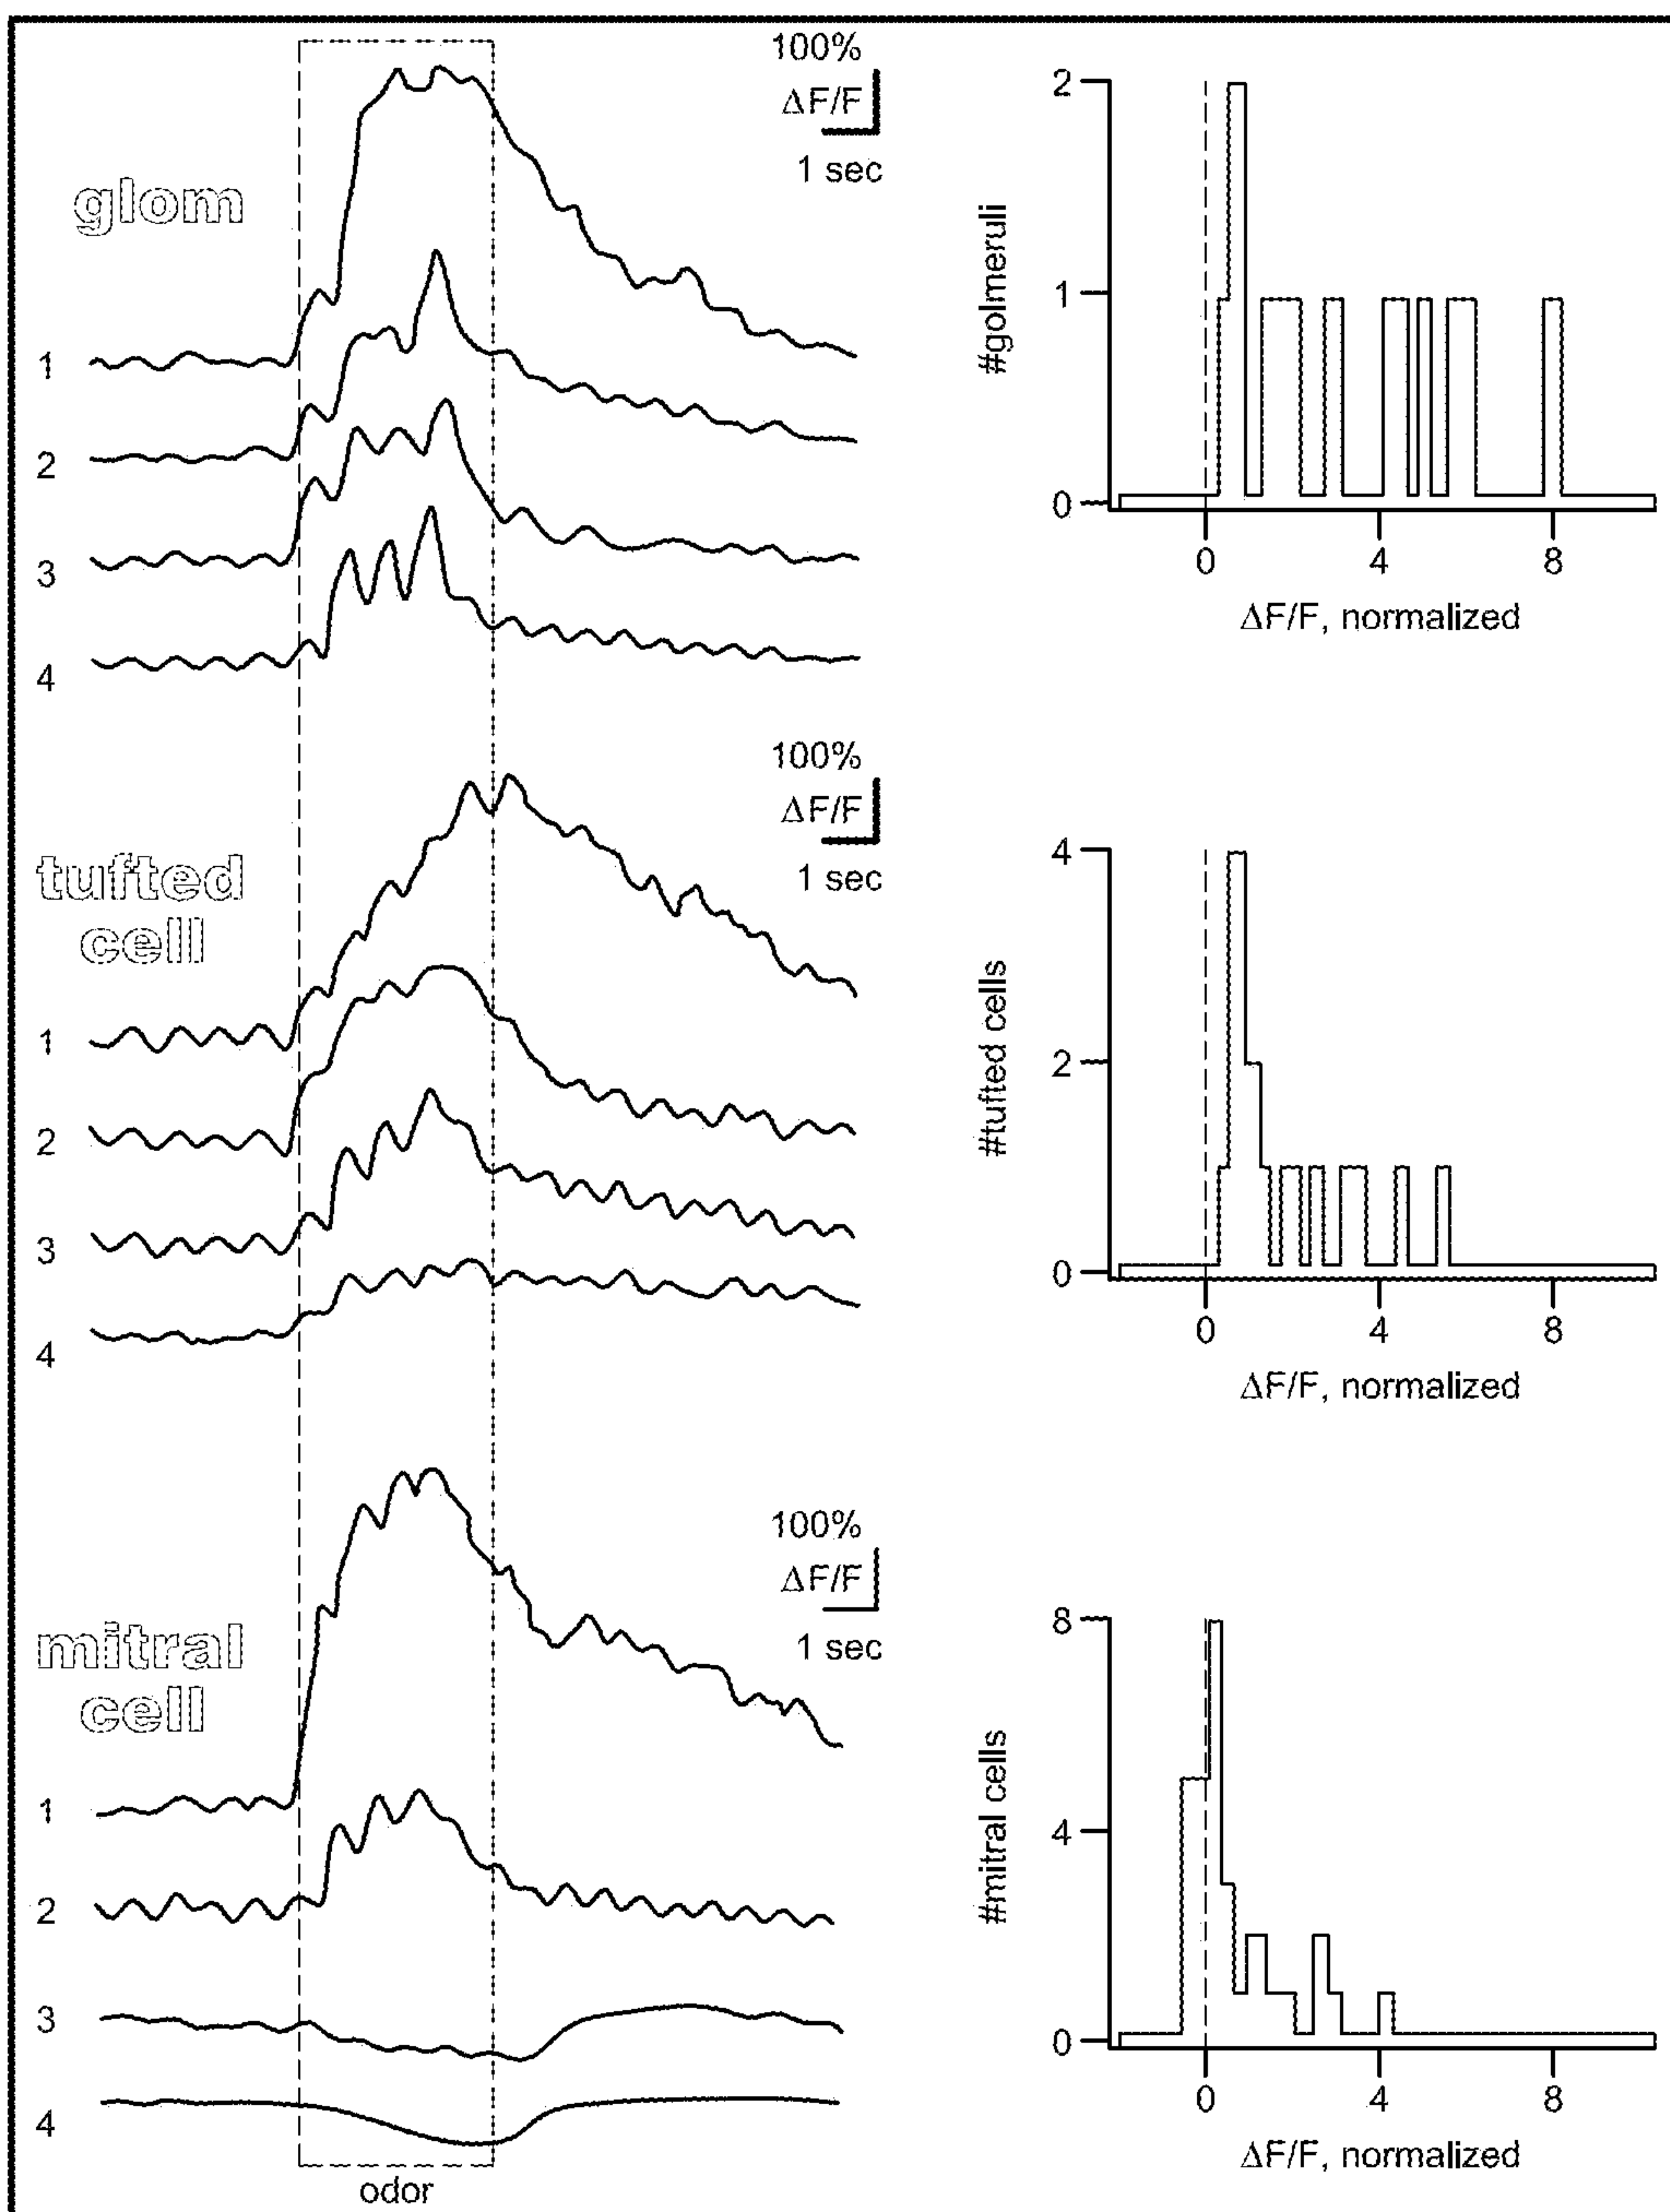 glom
100%
ΔF/F
1 sec
1
2
3
4
#golmeruli
2
1
0
0 4 8
ΔF/F, normalized
tufted
cell
100%
ΔF/F
1 sec
1
2
3
4
#tufted cells
4
2
0
0 4 8
ΔF/F, normalized
mitral
cell
100%
ΔF/F
1 sec
1
2
3
4
odor
#mitral cells
8
4
0
0 4 8
ΔF/F, normalized